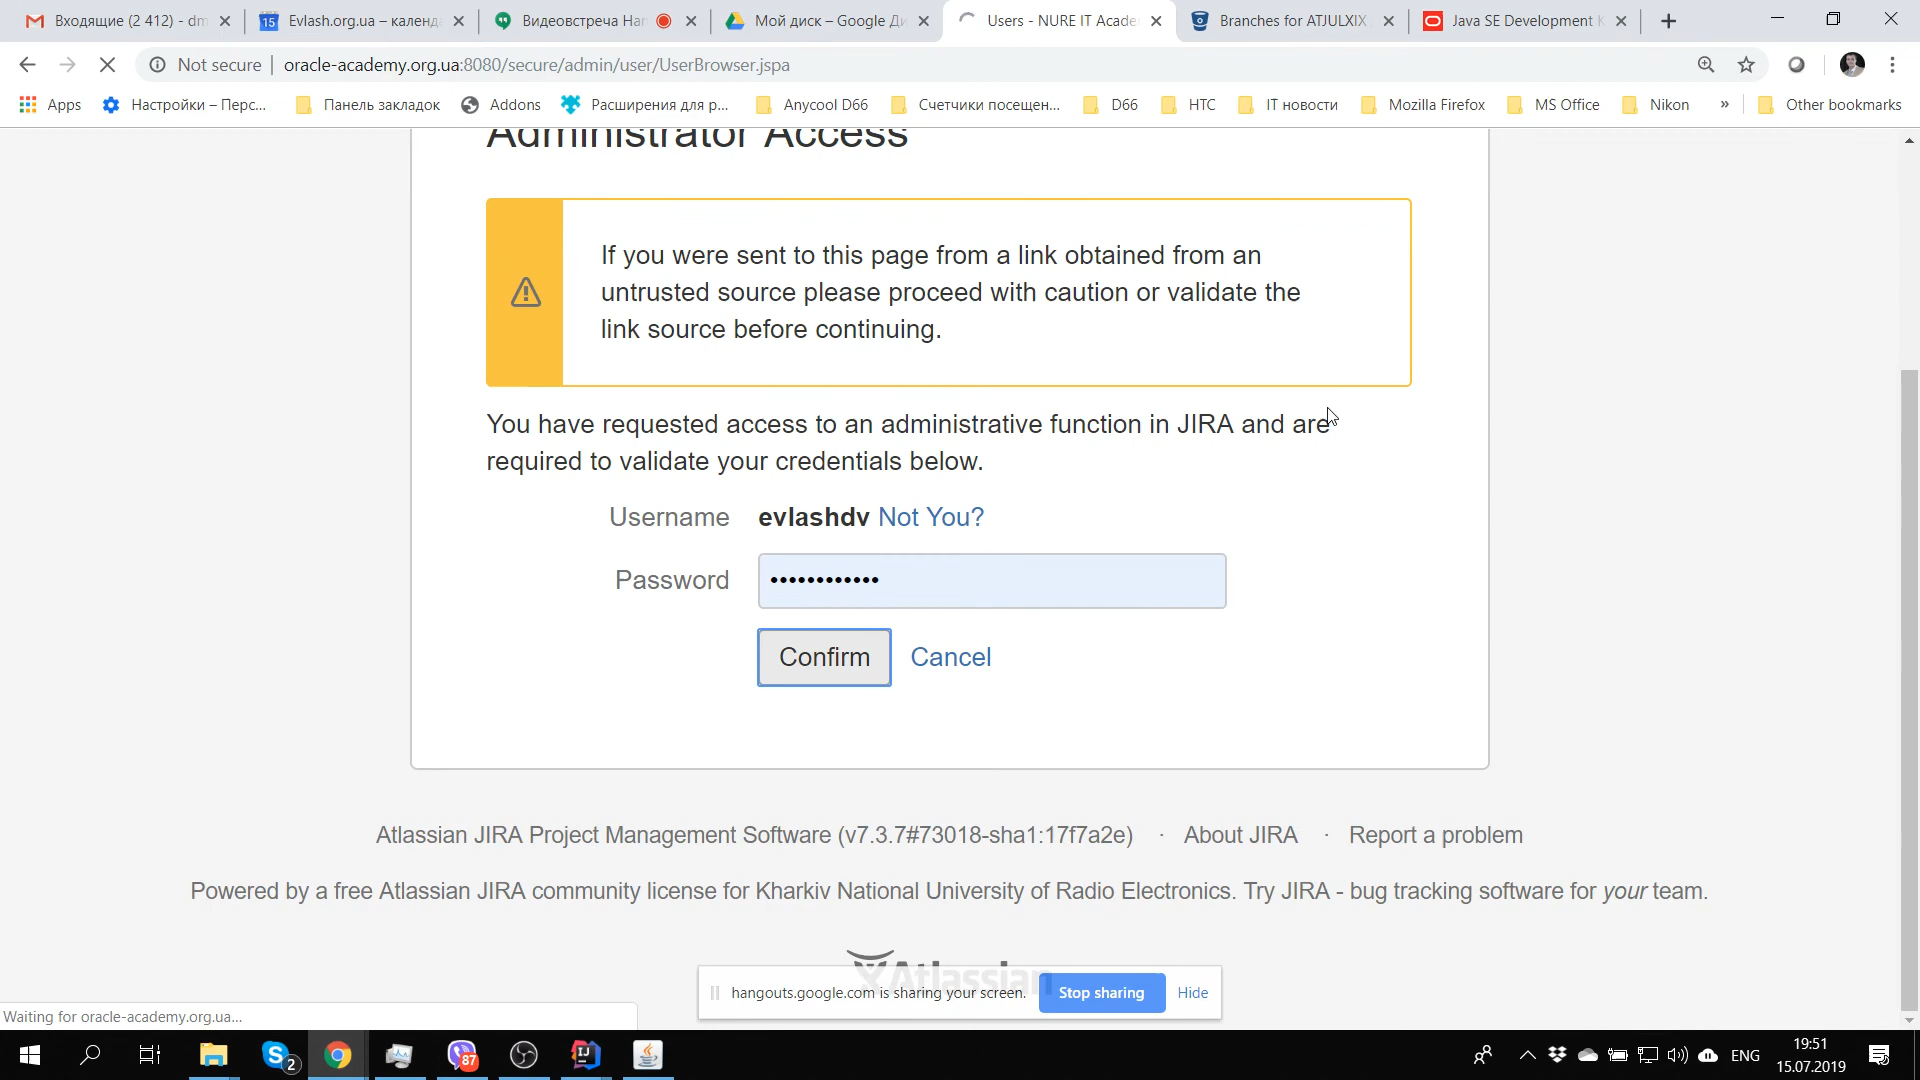 Входящие (2 412) - dm
Evlash.org.ua – календ
Видеовстреча Han
Мой диск – Google Ди
Users - NURE IT Acade
Branches for ATJULXIX
Java SE Development K
Not secure
oracle-academy.org.ua:8080/secure/admin/user/UserBrowser.jspa
Apps
Настройки – Перс...
Панель закладок
Addons
Расширения для р...
Anycool D66
Счетчики посещен...
D66
HTC
IT новости
Mozilla Firefox
MS Office
Nikon
»
Other bookmarks
Administrator Access
If you were sent to this page from a link obtained from an
untrusted source please proceed with caution or validate the
link source before continuing.
You have requested access to an administrative function in JIRA and are
required to validate your credentials below.
Username evlashdv Not You?
Password ••••••••••••
Confirm Cancel
Atlassian JIRA Project Management Software (v7.3.7#73018-sha1:17f7a2e) · About JIRA · Report a problem
Powered by a free Atlassian JIRA community license for Kharkiv National University of Radio Electronics. Try JIRA - bug tracking software for your team.
Atlassian
hangouts.google.com is sharing your screen. Stop sharing Hide
Waiting for oracle-academy.org.ua...
2
87
ENG
19:51
15.07.2019